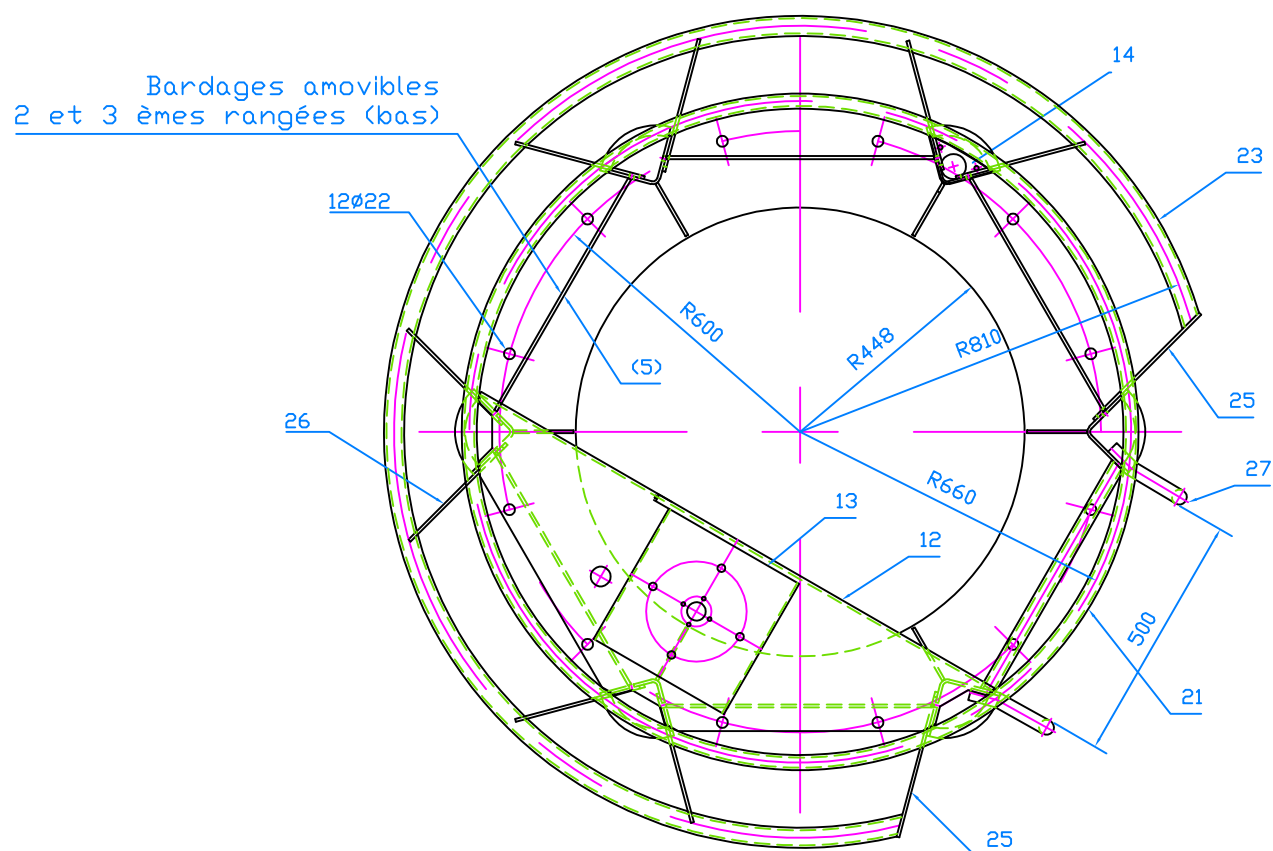 14
Bardages amovibles
2 et 3 èmes rangées (bas)
23
12ø22
R600
R448
R810
(5)
25
26
R660
27
13
12
500
21
25